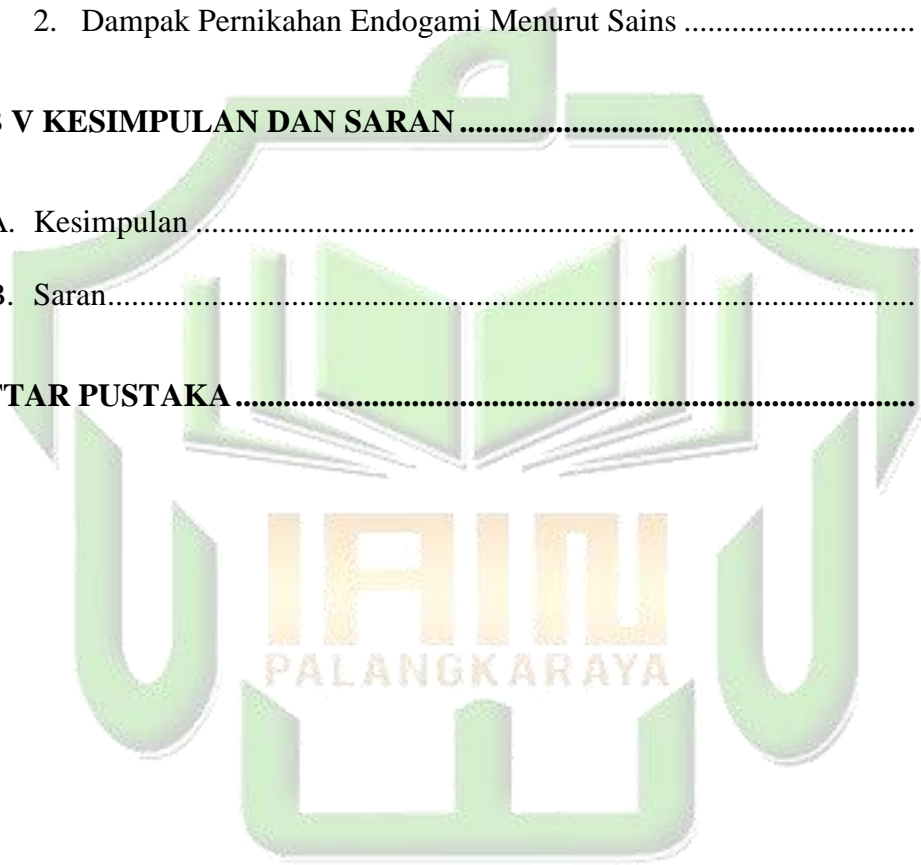 2. Dampak Pernikahan Endogami Menurut Sains ............................
V KESIMPULAN DAN SARAN ......................................................
A. Kesimpulan .......................................................................................
B. Saran..................................................................................................
TAR PUSTAKA ..................................................................................
IAIN
PALANGKARAYA